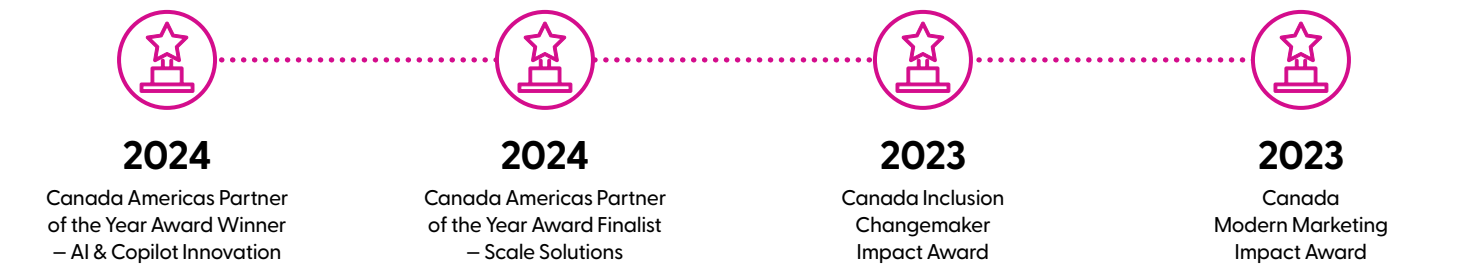 2024
Canada Americas Partner
of the Year Award Winner
– AI & Copilot Innovation
2024
Canada Americas Partner
of the Year Award Finalist
– Scale Solutions
2023
Canada Inclusion
Changemaker
Impact Award
2023
Canada
Modern Marketing
Impact Award